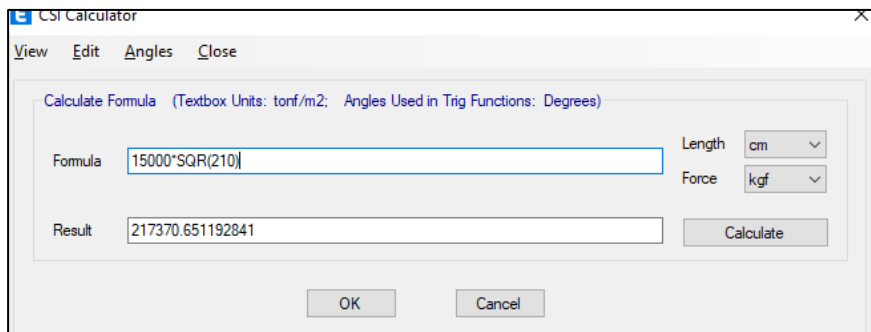 E CSI Calculator
View Edit Angles Close
Calculate Formula (Textbox Units: tonf/m2; Angles Used in Trig Functions: Degrees)
Length cm
Formula 15000*SQR(210)
Force kgf
Result 217370.651192841 Calculate
OK Cancel